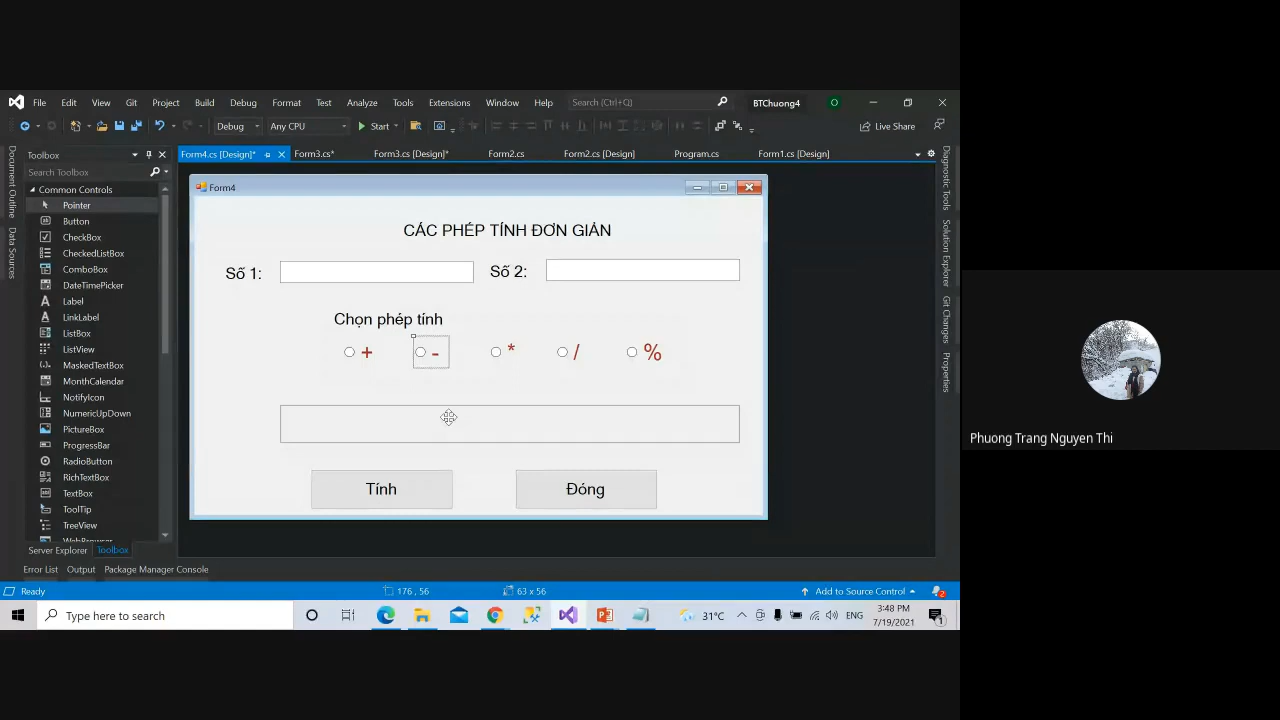 File Edit View Git Project Build Debug Format Test Analyze Tools Extensions Window Help Search (Ctrl+Q) BTChuong4 O
Debug Any CPU Start Live Share
Form4.cs [Design]* Form3.cs* Form3.cs [Design]* Form2.cs Form2.cs [Design] Program.cs Form1.cs [Design]
Document Outline
Data Sources
Toolbox
Search Toolbox
Common Controls
Pointer
Button
CheckBox
CheckedListBox
ComboBox
DateTimePicker
Label
LinkLabel
ListBox
ListView
MaskedTextBox
MonthCalendar
NotifyIcon
NumericUpDown
PictureBox
ProgressBar
RadioButton
RichTextBox
TextBox
ToolTip
TreeView
WebBrowser
Server Explorer Toolbox
Form4
CÁC PHÉP TÍNH ĐƠN GIẢN
Số 1: Số 2:
Chọn phép tính
+ - * / %
Tính Đóng
Diagnostic Tools
Solution Explorer
Git Changes
Properties
Phuong Trang Nguyen Thi
Error List Output Package Manager Console
Ready 176 , 56 63 x 56 Add to Source Control 2
Type here to search 31°C ENG 3:48 PM
7/19/2021 1